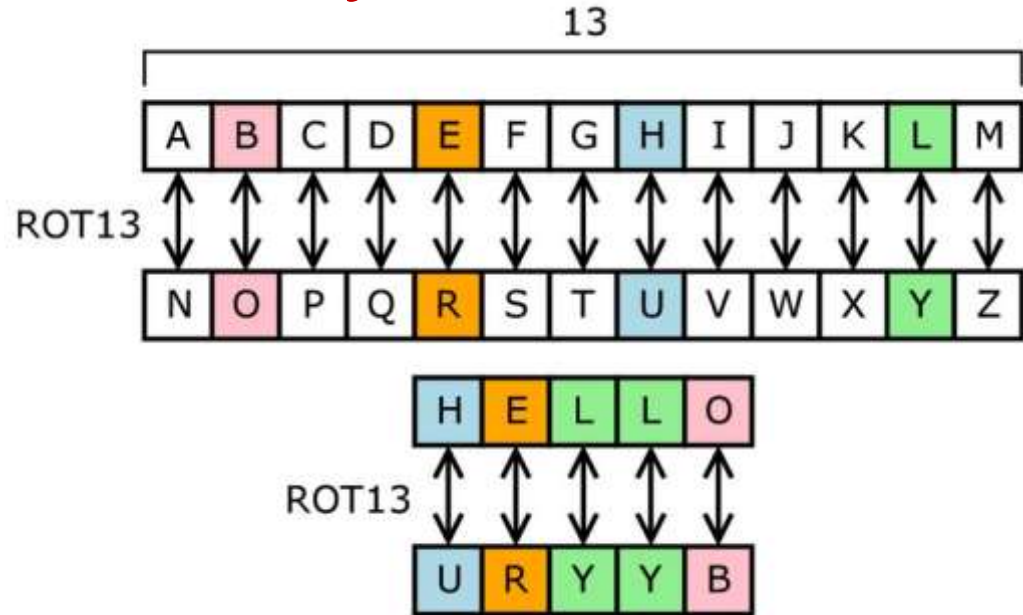 13
A B C D E F G H I J K L M
ROT13
N O P Q R S T U V W X Y Z
H E L L O
ROT13
U R Y Y B